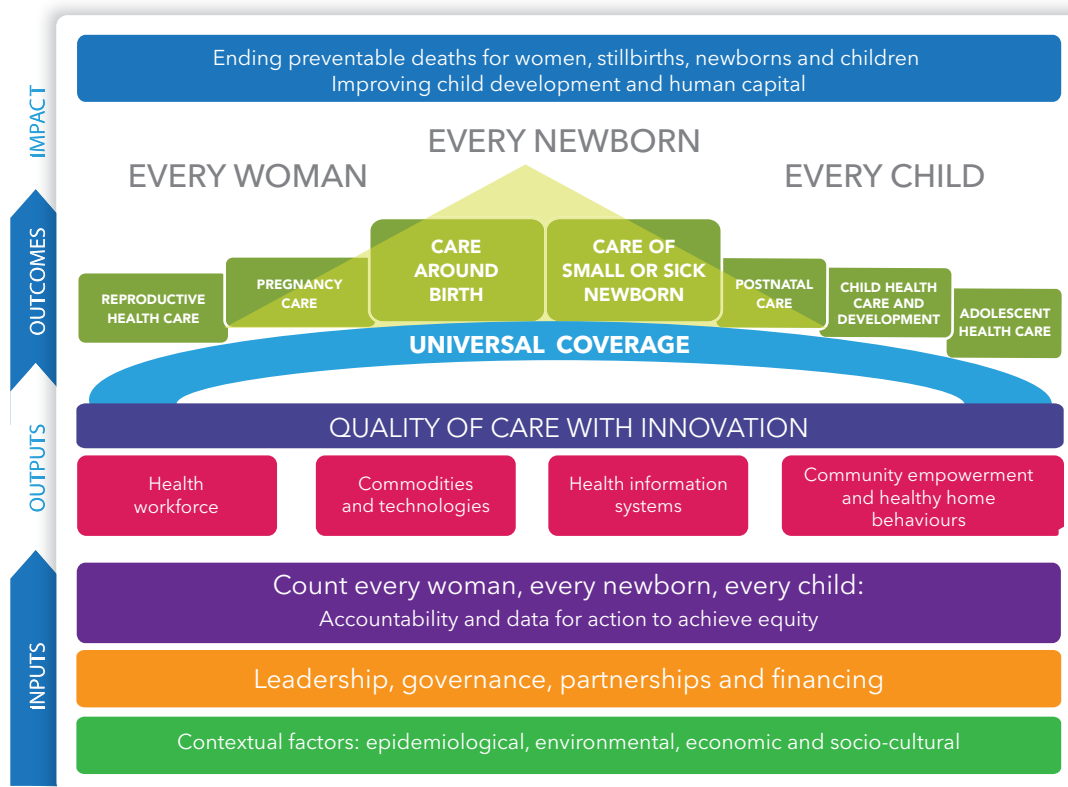 Ending preventable deaths for women, stillbirths, newborns and children
Improving child development and human capital
IMPACT
EVERY NEWBORN
EVERY WOMAN
EVERY CHILD
OUTCOMES
REPRODUCTIVE
HEALTH CARE
PREGNANCY
CARE
CARE
AROUND
BIRTH
CARE OF
SMALL OR SICK
NEWBORN
POSTNATAL
CARE
CHILD HEALTH
CARE AND
DEVELOPMENT
ADOLESCENT
HEALTH CARE
UNIVERSAL COVERAGE
OUTPUTS
QUALITY OF CARE WITH INNOVATION
Health
workforce
Commodities
and technologies
Health information
systems
Community empowerment
and healthy home
behaviours
INPUTS
Count every woman, every newborn, every child:
Accountability and data for action to achieve equity
Leadership, governance, partnerships and financing
Contextual factors: epidemiological, environmental, economic and socio-cultural